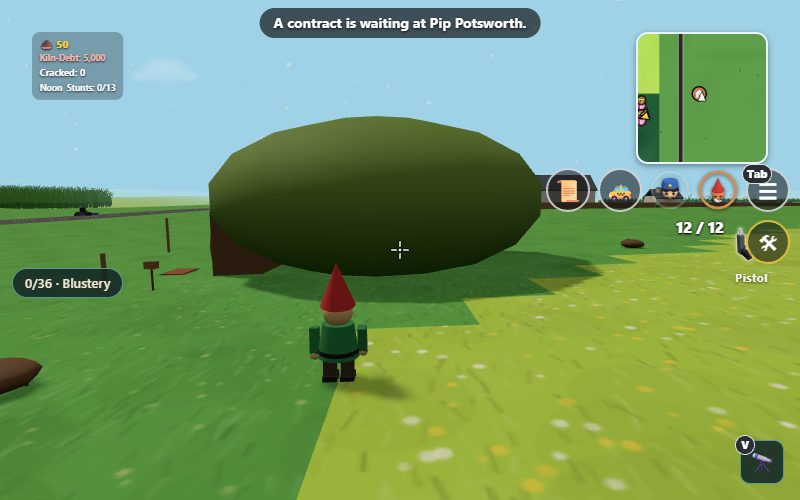 A contract is waiting at Pip Potsworth.
50
Kiln-Debt: 5,000
Cracked: 0
Noon Stunts: 0/13
Tab
12 / 12
Pistol
0/36 · Blustery
V